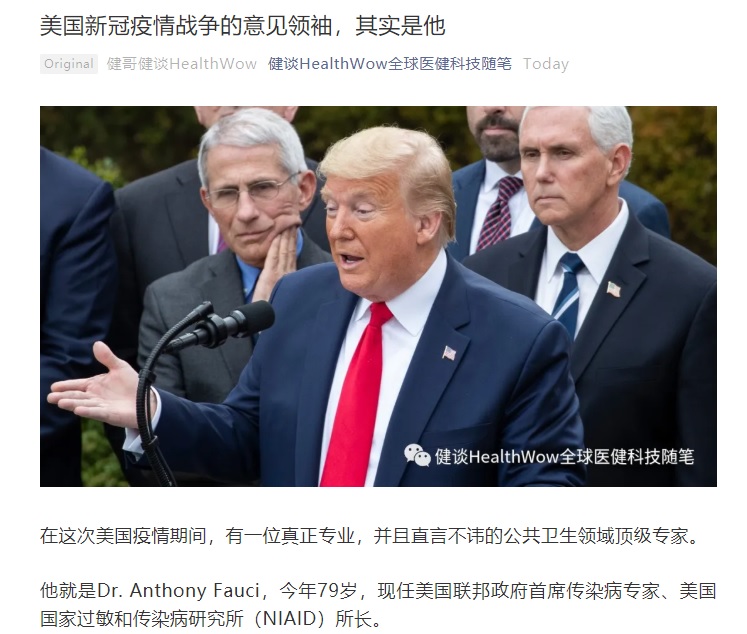 美国新冠疫情战争的意见领袖，其实是他
Original 健哥健谈HealthWow 健谈HealthWow全球医健科技随笔 Today
健谈HealthWow全球医健科技随笔
在这次美国疫情期间，有一位真正专业，并且直言不讳的公共卫生领域顶级专家。
他就是Dr. Anthony Fauci，今年79岁，现任美国联邦政府首席传染病专家、美国
国家过敏和传染病研究所（NIAID）所长。